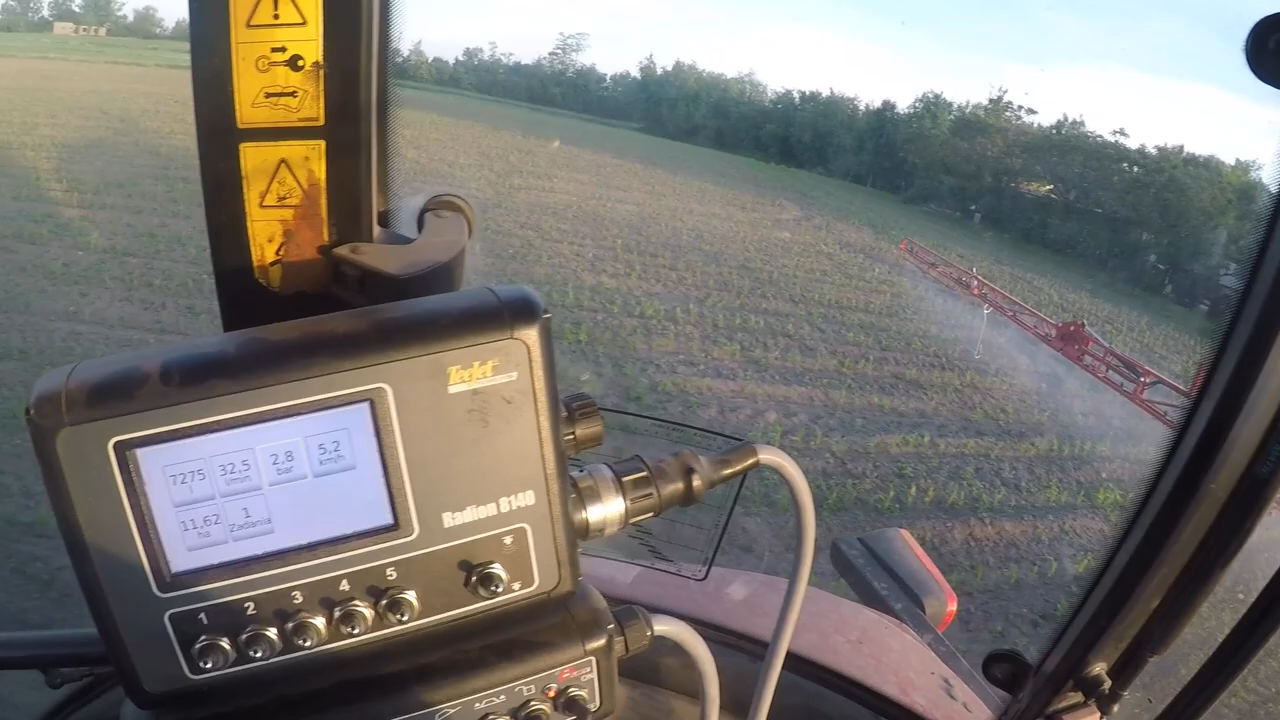 TeeJet
7275 32,5 2,8 5,2
l l/min bar km/h
11,62 1
ha Zadania
Radion 8140
1 2 3 4 5